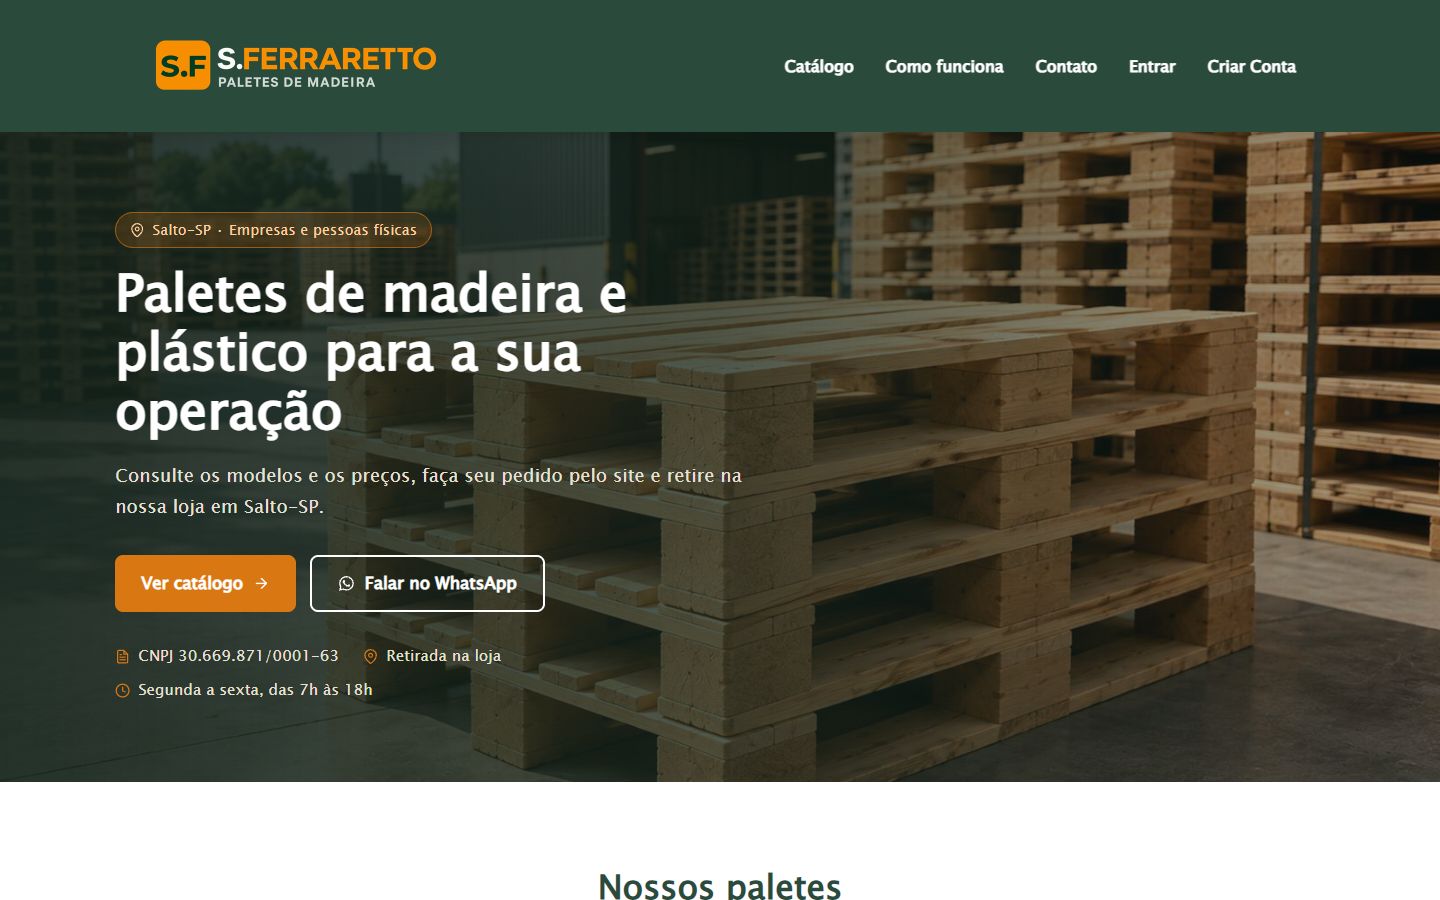 S.F S.FERRARETTO
PALETES DE MADEIRA
Catálogo Como funciona Contato Entrar Criar Conta
Salto-SP · Empresas e pessoas físicas
Paletes de madeira e
plástico para a sua
operação
Consulte os modelos e os preços, faça seu pedido pelo site e retire na
nossa loja em Salto-SP.
Ver catálogo → Falar no WhatsApp
CNPJ 30.669.871/0001-63 Retirada na loja
Segunda a sexta, das 7h às 18h
Nossos paletes